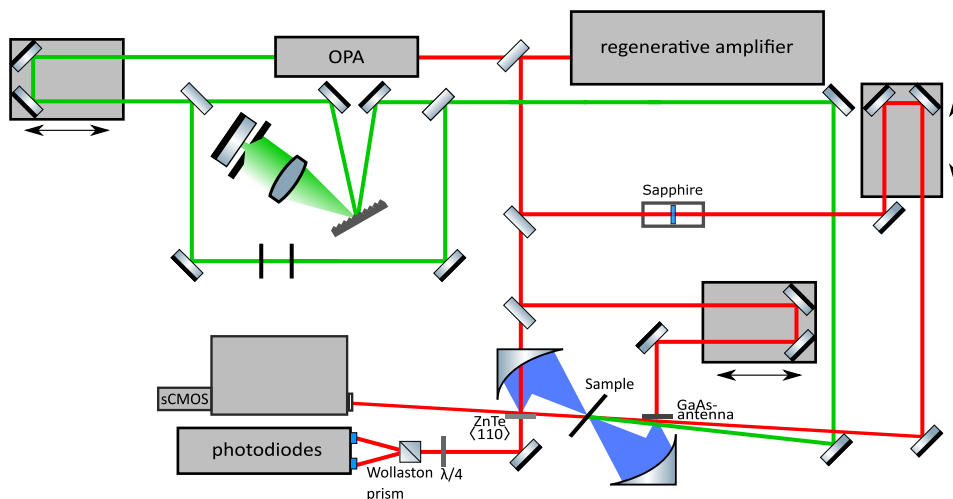 OPA
regenerative amplifier
Sapphire
sCMOS
Sample
GaAs-
antenna
ZnTe
⟨110⟩
photodiodes
Wollaston
prism
λ/4